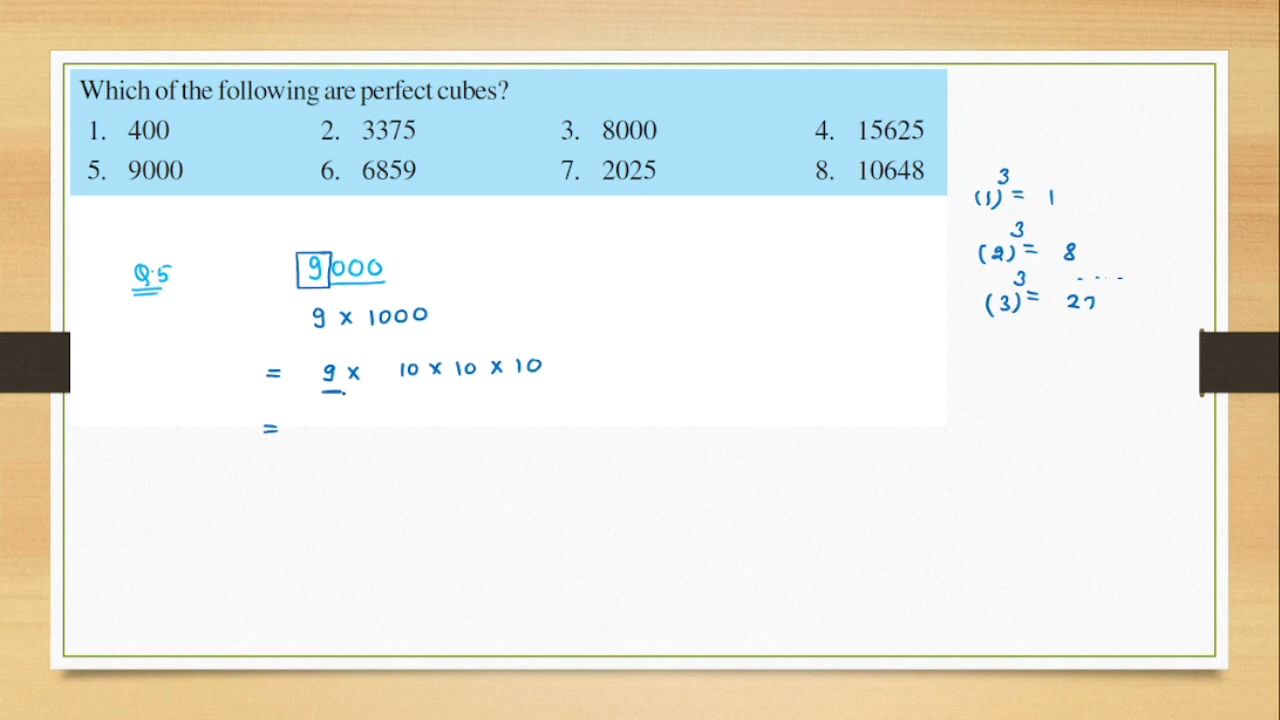 Which of the following are perfect cubes?
1. 400 2. 3375 3. 8000 4. 15625
5. 9000 6. 6859 7. 2025 8. 10648
(1)³ = 1
(2)³ = 8
- - - -
(3)³ = 27
Q.5 9000
9 × 1000
= 9 × 10 × 10 × 10
=